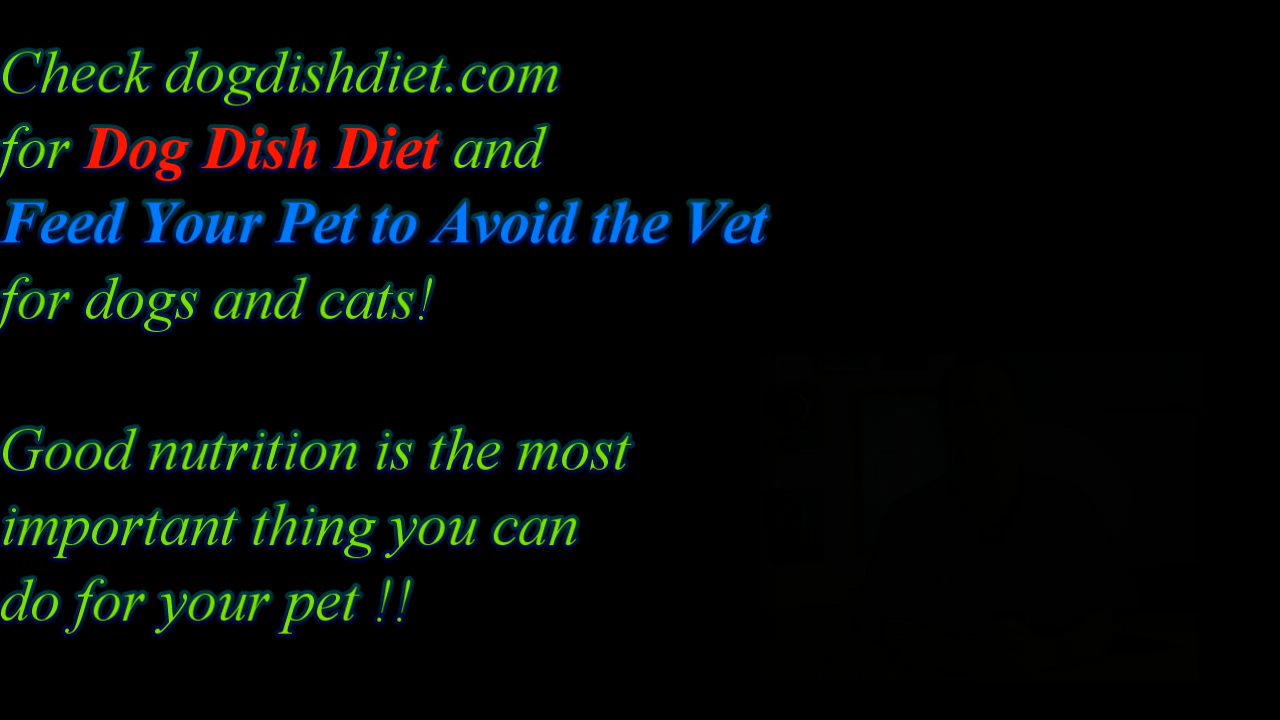 Check dogdishdiet.com
for Dog Dish Diet and
Feed Your Pet to Avoid the Vet
for dogs and cats!
Good nutrition is the most
important thing you can
do for your pet !!